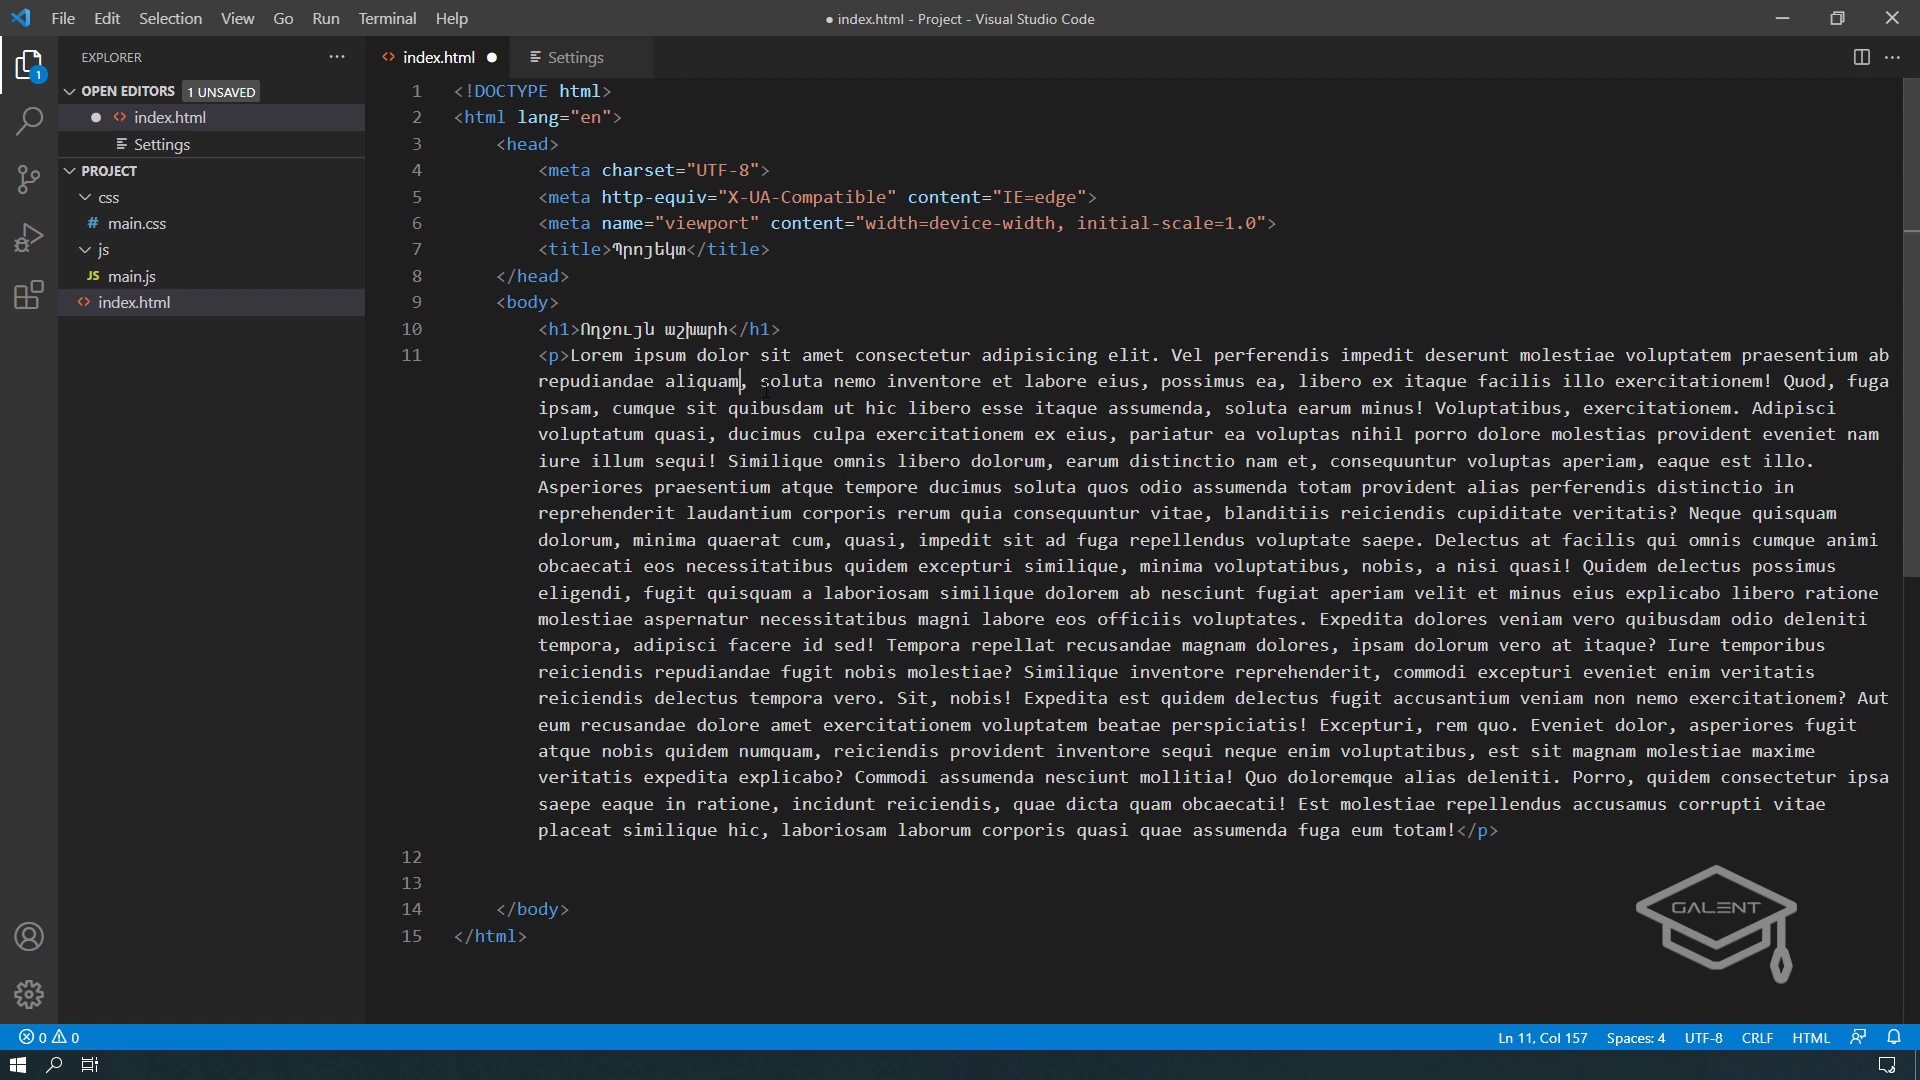 File Edit Selection View Go Run Terminal Help
● index.html - Project - Visual Studio Code
EXPLORER
index.html
Settings
OPEN EDITORS 1 UNSAVED
index.html
Settings
PROJECT
css
# main.css
js
JS main.js
index.html
1 <!DOCTYPE html>
2 <html lang="en">
3 <head>
4 <meta charset="UTF-8">
5 <meta http-equiv="X-UA-Compatible" content="IE=edge">
6 <meta name="viewport" content="width=device-width, initial-scale=1.0">
7 <title>Պրոյեկտ</title>
8 </head>
9 <body>
10 <h1>Ողջույն աշխարհ</h1>
11 <p>Lorem ipsum dolor sit amet consectetur adipisicing elit. Vel perferendis impedit deserunt molestiae voluptatem praesentium ab
repudiandae aliquam, soluta nemo inventore et labore eius, possimus ea, libero ex itaque facilis illo exercitationem! Quod, fuga
ipsam, cumque sit quibusdam ut hic libero esse itaque assumenda, soluta earum minus! Voluptatibus, exercitationem. Adipisci
voluptatum quasi, ducimus culpa exercitationem ex eius, pariatur ea voluptas nihil porro dolore molestias provident eveniet nam
iure illum sequi! Similique omnis libero dolorum, earum distinctio nam et, consequuntur voluptas aperiam, eaque est illo.
Asperiores praesentium atque tempore ducimus soluta quos odio assumenda totam provident alias perferendis distinctio in
reprehenderit laudantium corporis rerum quia consequuntur vitae, blanditiis reiciendis cupiditate veritatis? Neque quisquam
dolorum, minima quaerat cum, quasi, impedit sit ad fuga repellendus voluptate saepe. Delectus at facilis qui omnis cumque animi
obcaecati eos necessitatibus quidem excepturi similique, minima voluptatibus, nobis, a nisi quasi! Quidem delectus possimus
eligendi, fugit quisquam a laboriosam similique dolorem ab nesciunt fugiat aperiam velit et minus eius explicabo libero ratione
molestiae aspernatur necessitatibus magni labore eos officiis voluptates. Expedita dolores veniam vero quibusdam odio deleniti
tempora, adipisci facere id sed! Tempora repellat recusandae magnam dolores, ipsam dolorum vero at itaque? Iure temporibus
reiciendis repudiandae fugit nobis molestiae? Similique inventore reprehenderit, commodi excepturi eveniet enim veritatis
reiciendis delectus tempora vero. Sit, nobis! Expedita est quidem delectus fugit accusantium veniam non nemo exercitationem? Aut
eum recusandae dolore amet exercitationem voluptatem beatae perspiciatis! Excepturi, rem quo. Eveniet dolor, asperiores fugit
atque nobis quidem numquam, reiciendis provident inventore sequi neque enim voluptatibus, est sit magnam molestiae maxime
veritatis expedita explicabo? Commodi assumenda nesciunt mollitia! Quo doloremque alias deleniti. Porro, quidem consectetur ipsa
saepe eaque in ratione, incidunt reiciendis, quae dicta quam obcaecati! Est molestiae repellendus accusamus corrupti vitae
placeat similique hic, laboriosam laborum corporis quasi quae assumenda fuga eum totam!</p>
12
13
14 </body>
15 </html>
GALENT
1
0 0
Ln 11, Col 157 Spaces: 4 UTF-8 CRLF HTML